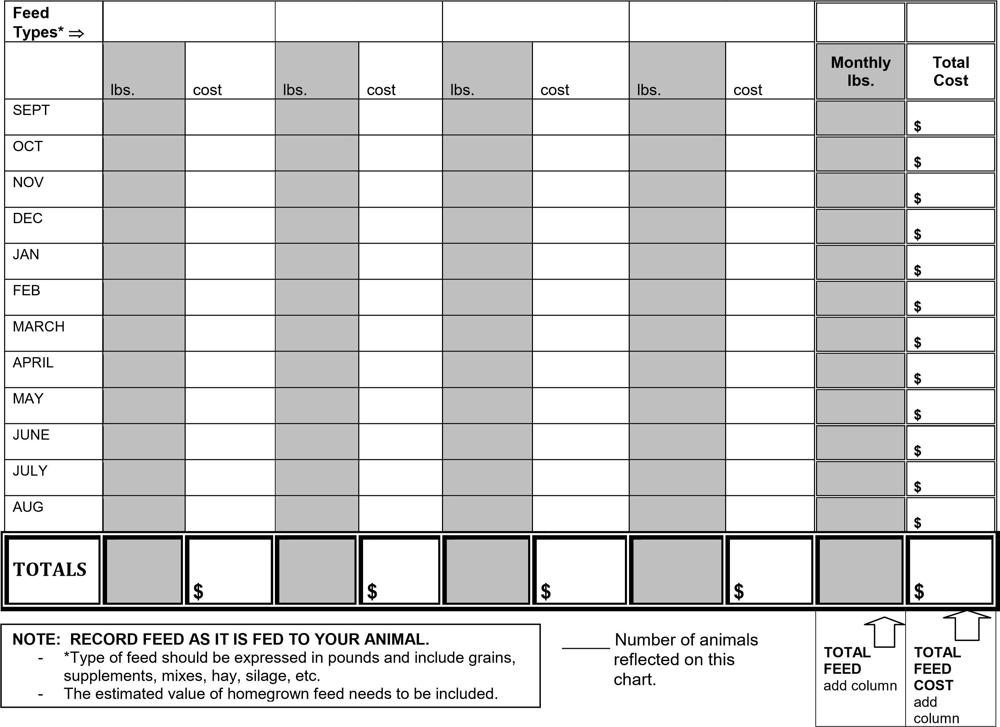 Feed
Types* ⇒
lbs. cost lbs. cost lbs. cost lbs. cost Monthly lbs. Total Cost
SEPT $
OCT $
NOV $
DEC $
JAN $
FEB $
MARCH $
APRIL $
MAY $
JUNE $
JULY $
AUG $
TOTALS $ $ $ $ $
NOTE: RECORD FEED AS IT IS FED TO YOUR ANIMAL.
- *Type of feed should be expressed in pounds and include grains,
supplements, mixes, hay, silage, etc.
- The estimated value of homegrown feed needs to be included.
______ Number of animals
reflected on this
chart.
TOTAL
FEED
add column
TOTAL
FEED
COST
add
column